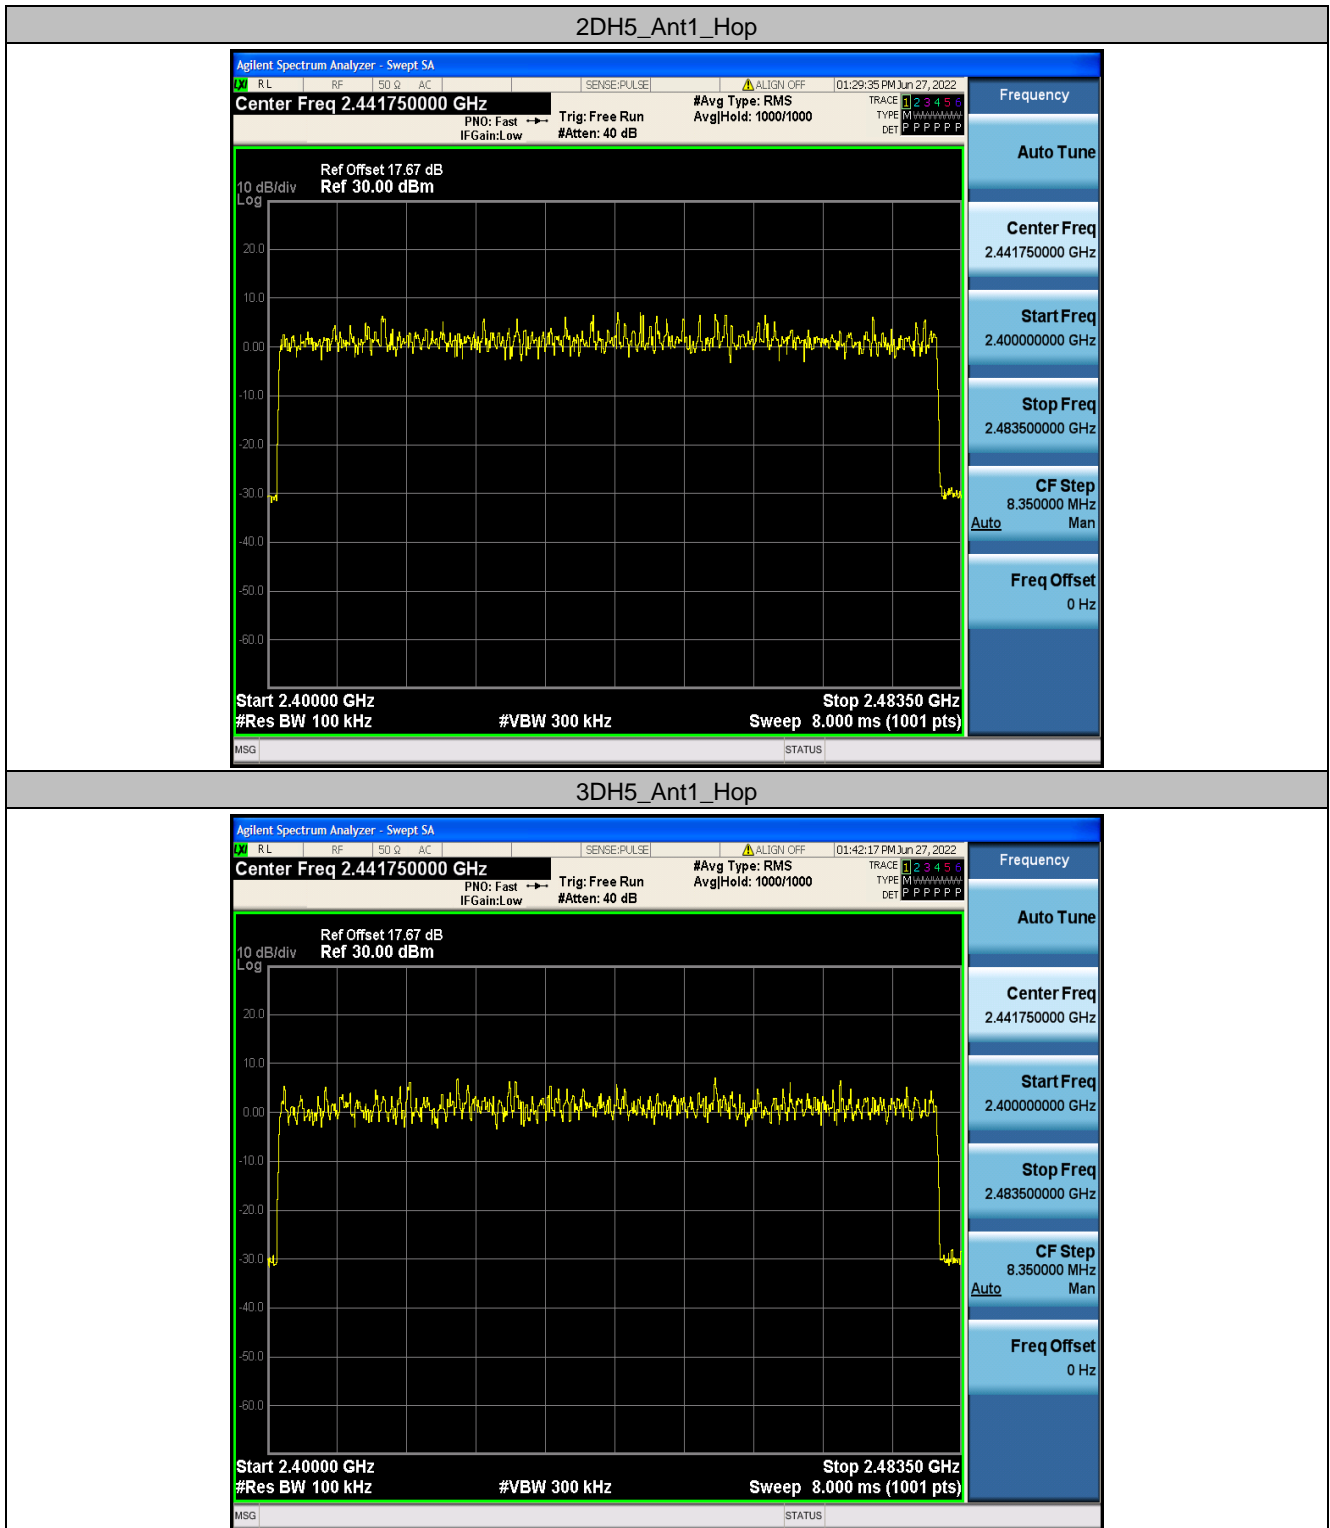 2DH5_Ant1_Hop
Agilent Spectrum Analyzer - Swept SA
LXI RL RF 50 Ω AC SENSE:PULSE ALIGN OFF 01:29:35 PM Jun 27, 2022
Center Freq 2.441750000 GHz
PNO: Fast
IFGain:Low
Trig: Free Run
#Atten: 40 dB
#Avg Type: RMS
Avg|Hold: 1000/1000
TRACE 1 2 3 4 5 6
TYPE M WWWWW
DET P P P P P P
Frequency
Auto Tune
Center Freq
2.441750000 GHz
Start Freq
2.400000000 GHz
Stop Freq
2.483500000 GHz
CF Step
8.350000 MHz
Auto Man
Freq Offset
0 Hz
Ref Offset 17.67 dB
10 dB/div Ref 30.00 dBm
Log
20.0
10.0
0.00
-10.0
-20.0
-30.0
-40.0
-50.0
-60.0
Start 2.40000 GHz Stop 2.48350 GHz
#Res BW 100 kHz #VBW 300 kHz Sweep 8.000 ms (1001 pts)
MSG STATUS
3DH5_Ant1_Hop
Agilent Spectrum Analyzer - Swept SA
LXI RL RF 50 Ω AC SENSE:PULSE ALIGN OFF 01:42:17 PM Jun 27, 2022
Center Freq 2.441750000 GHz
PNO: Fast
IFGain:Low
Trig: Free Run
#Atten: 40 dB
#Avg Type: RMS
Avg|Hold: 1000/1000
TRACE 1 2 3 4 5 6
TYPE M WWWWW
DET P P P P P P
Frequency
Auto Tune
Center Freq
2.441750000 GHz
Start Freq
2.400000000 GHz
Stop Freq
2.483500000 GHz
CF Step
8.350000 MHz
Auto Man
Freq Offset
0 Hz
Ref Offset 17.67 dB
10 dB/div Ref 30.00 dBm
Log
20.0
10.0
0.00
-10.0
-20.0
-30.0
-40.0
-50.0
-60.0
Start 2.40000 GHz Stop 2.48350 GHz
#Res BW 100 kHz #VBW 300 kHz Sweep 8.000 ms (1001 pts)
MSG STATUS